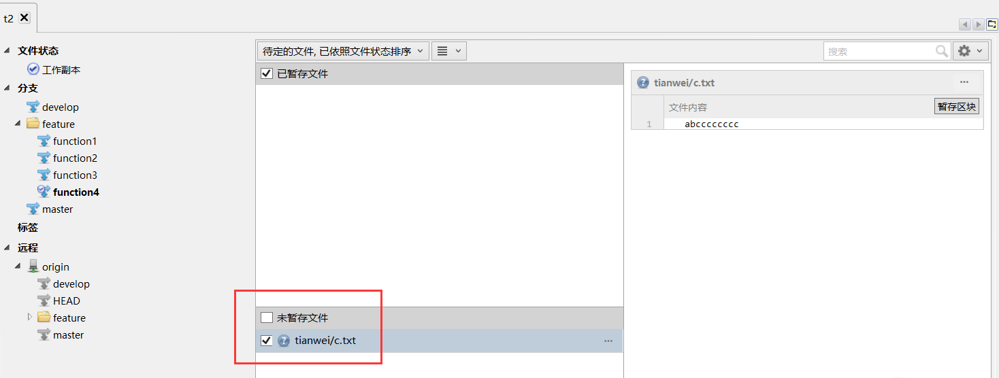 t2
文件状态
工作副本
分支
develop
feature
function1
function2
function3
function4
master
标签
远程
origin
develop
HEAD
feature
master
待定的文件, 已依照文件状态排序
搜索
已暂存文件
未暂存文件
tianwei/c.txt
tianwei/c.txt
文件内容
暂存区块
1 abcccccccc